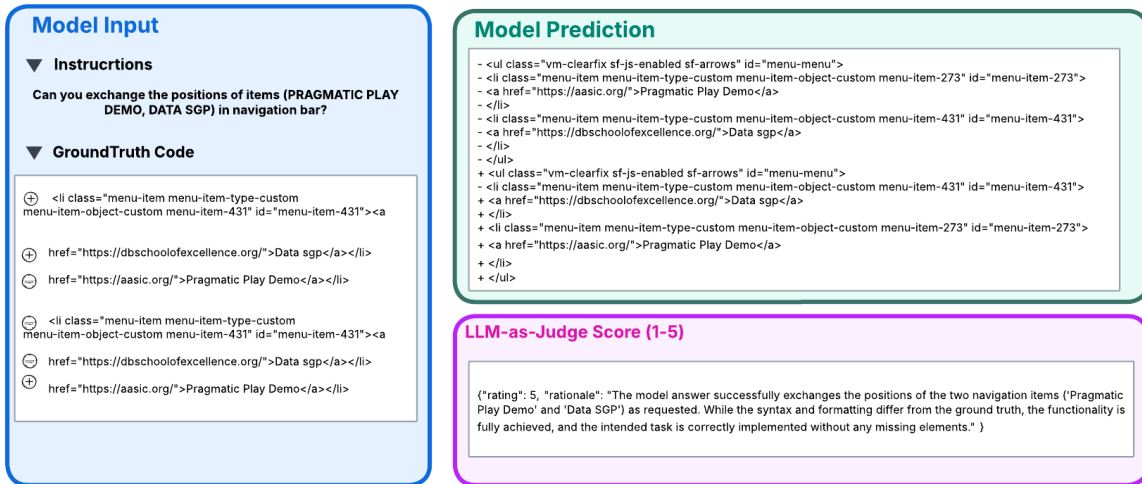 Model Input
Instrucrtions
Can you exchange the positions of items (PRAGMATIC PLAY
DEMO, DATA SGP) in navigation bar?
GroundTruth Code
+ <li class="menu-item menu-item-type-custom
menu-item-object-custom menu-item-431" id="menu-item-431"><a
+ href="https://dbschoolofexcellence.org/">Data sgp</a></li>
- href="https://aasic.org/">Pragmatic Play Demo</a></li>
- <li class="menu-item menu-item-type-custom
menu-item-object-custom menu-item-431" id="menu-item-431"><a
- href="https://dbschoolofexcellence.org/">Data sgp</a></li>
+ href="https://aasic.org/">Pragmatic Play Demo</a></li>
Model Prediction
- <ul class="vm-clearfix sf-js-enabled sf-arrows" id="menu-menu">
- <li class="menu-item menu-item-type-custom menu-item-object-custom menu-item-273" id="menu-item-273">
- <a href="https://aasic.org/">Pragmatic Play Demo</a>
- </li>
- <li class="menu-item menu-item-type-custom menu-item-object-custom menu-item-431" id="menu-item-431">
- <a href="https://dbschoolofexcellence.org/">Data sgp</a>
- </li>
- </ul>
+ <ul class="vm-clearfix sf-js-enabled sf-arrows" id="menu-menu">
- <li class="menu-item menu-item-type-custom menu-item-object-custom menu-item-431" id="menu-item-431">
+ <a href="https://dbschoolofexcellence.org/">Data sgp</a>
+ </li>
+ <li class="menu-item menu-item-type-custom menu-item-object-custom menu-item-273" id="menu-item-273">
+ <a href="https://aasic.org/">Pragmatic Play Demo</a>
+ </li>
+ </ul>
LLM-as-Judge Score (1-5)
{"rating": 5, "rationale": "The model answer successfully exchanges the positions of the two navigation items ('Pragmatic
Play Demo' and 'Data SGP') as requested. While the syntax and formatting differ from the ground truth, the functionality is
fully achieved, and the intended task is correctly implemented without any missing elements." }